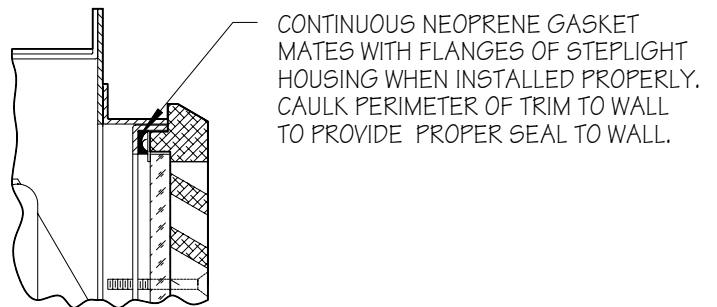 CONTINUOUS NEOPRENE GASKET
MATES WITH FLANGES OF STEPLIGHT
HOUSING WHEN INSTALLED PROPERLY.
CAULK PERIMETER OF TRIM TO WALL
TO PROVIDE PROPER SEAL TO WALL.